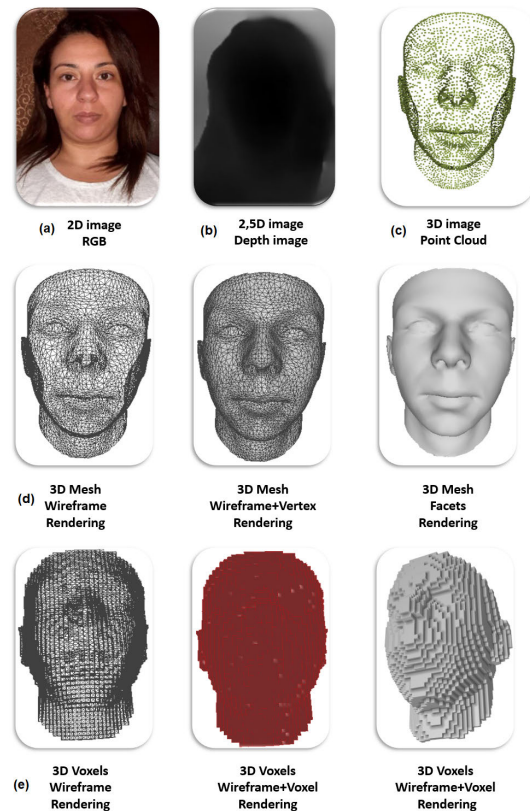 (a) 2D image
RGB
(b) 2,5D image
Depth image
(c) 3D image
Point Cloud
(d) 3D Mesh
Wireframe
Rendering
3D Mesh
Wireframe+Vertex
Rendering
3D Mesh
Facets
Rendering
(e) 3D Voxels
Wireframe
Rendering
3D Voxels
Wireframe+Voxel
Rendering
3D Voxels
Wireframe+Voxel
Rendering